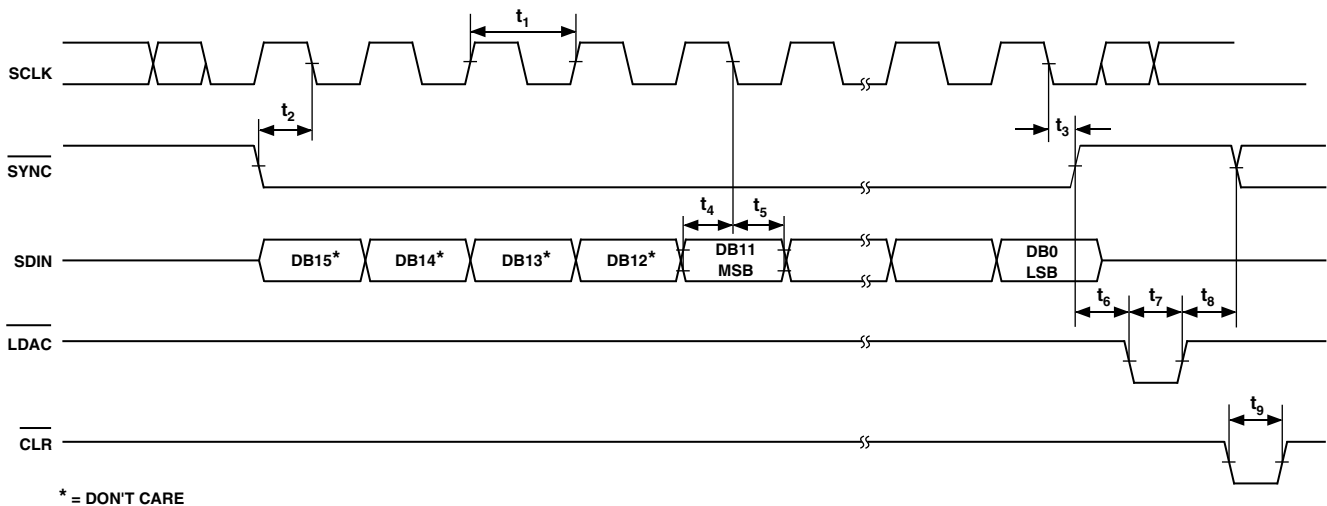 t1
SCLK
t2
t3
SYNC
t4
t5
SDIN
DB15*
DB14*
DB13*
DB12*
DB11
MSB
DB0
LSB
t6
t7
t8
LDAC
t9
CLR
* = DON'T CARE